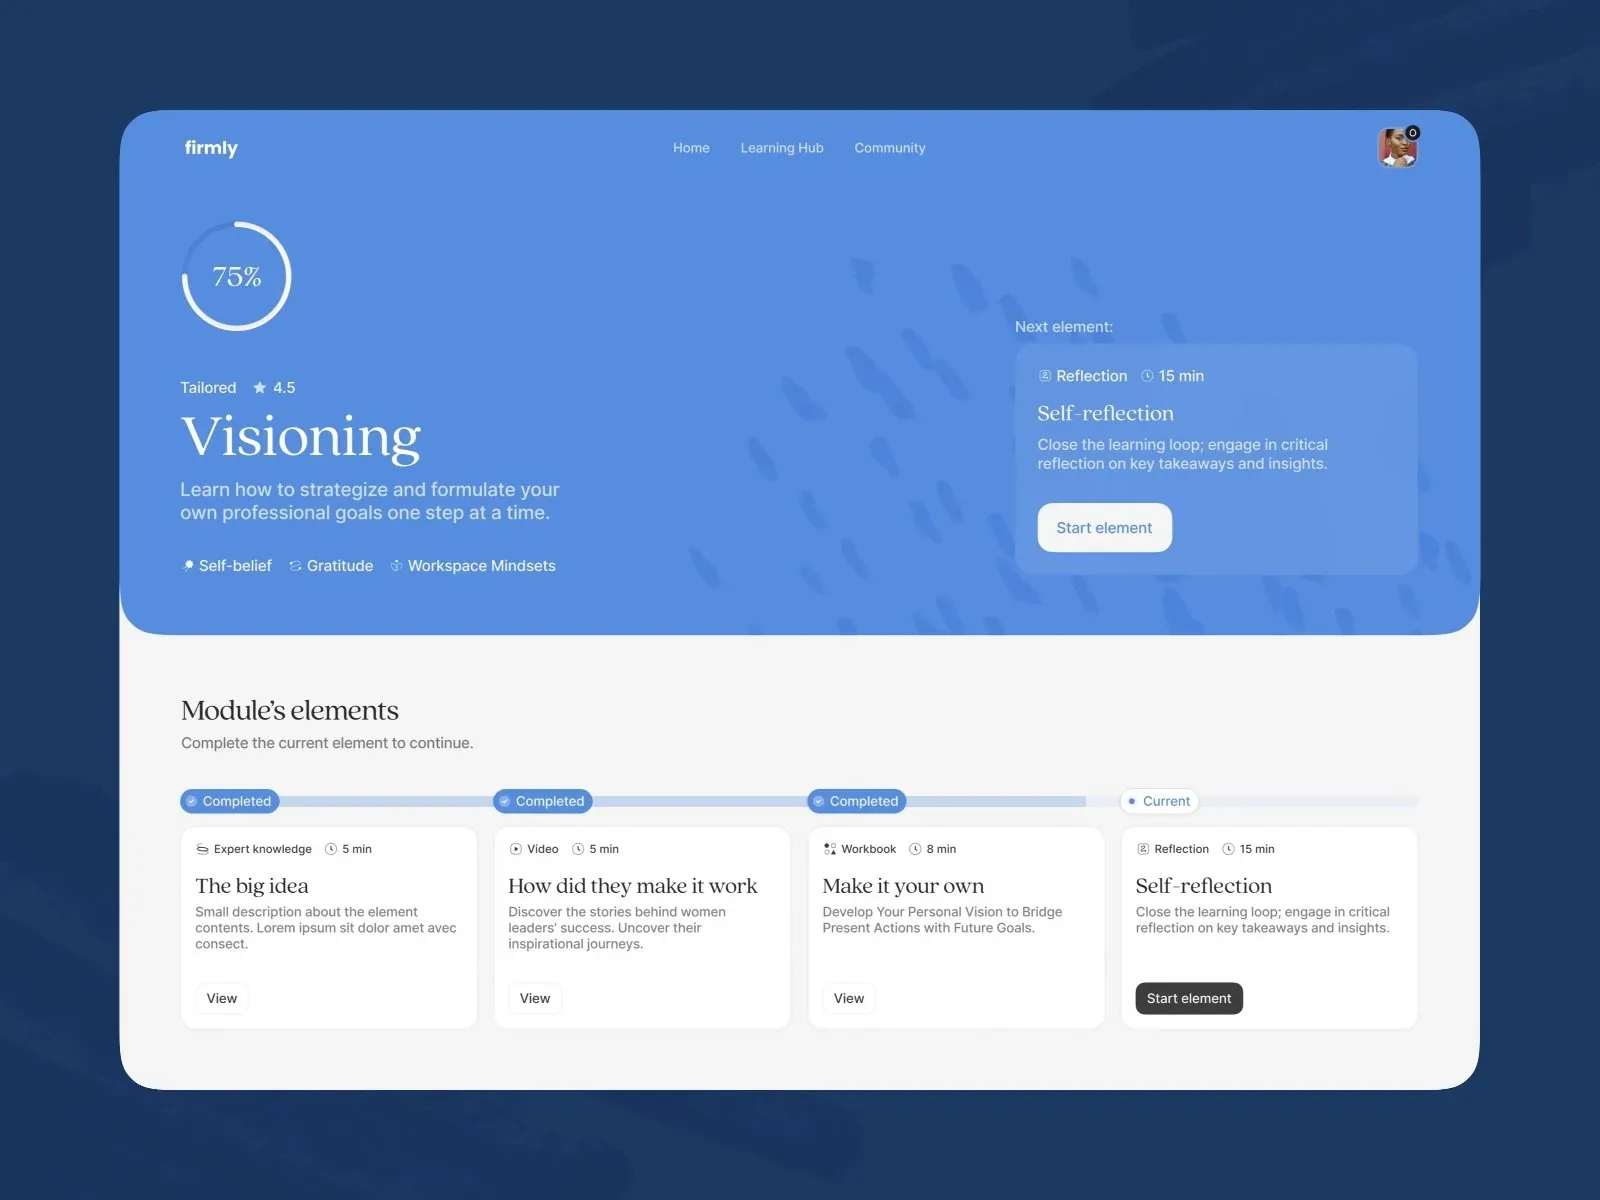 firmly
Home
Learning Hub
Community
75%
Tailored
4.5
Visioning
Learn how to strategize and formulate your
own professional goals one step at a time.
Self-belief
Gratitude
Workspace Mindsets
Next element:
Reflection
15 min
Self-reflection
Close the learning loop; engage in critical
reflection on key takeaways and insights.
Start element
Module’s elements
Complete the current element to continue.
Completed
Completed
Completed
Current
Expert knowledge
5 min
The big idea
Small description about the element
contents. Lorem ipsum sit dolor amet avec
consect.
View
Video
5 min
How did they make it work
Discover the stories behind women
leaders' success. Uncover their
inspirational journeys.
View
Workbook
8 min
Make it your own
Develop Your Personal Vision to Bridge
Present Actions with Future Goals.
View
Reflection
15 min
Self-reflection
Close the learning loop; engage in critical
reflection on key takeaways and insights.
Start element